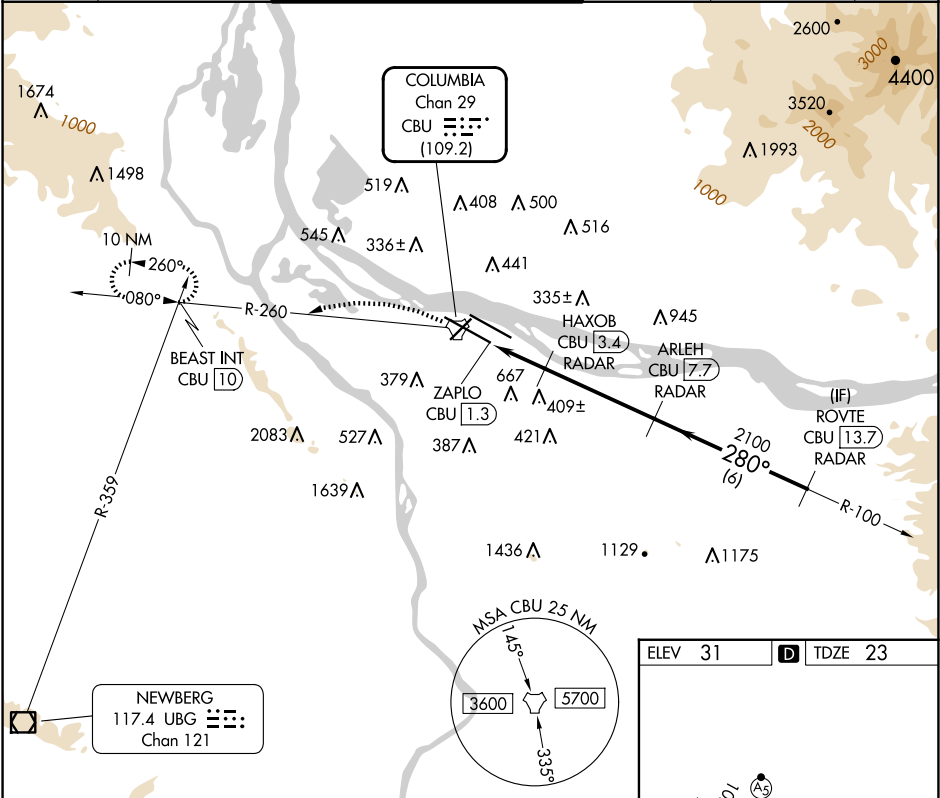 2600
3000
4400
3520
2000
1993
1000
1674
1000
1498
COLUMBIA
Chan 29
CBU
(109.2)
519
408
500
516
545
336±
441
335±
945
10 NM
260°
080°
R-260
BEAST INT
CBU 10
HAXOB
CBU 3.4
RADAR
ARLEH
CBU 7.7
RADAR
379
ZAPLO
CBU 1.3
667
409±
(IF)
ROVTE
CBU 13.7
RADAR
2083
527
387
421
2100
280°
(6)
R-100
R-359
1639
1436
1129
1175
MSA CBU 25 NM
145°
3600
5700
335°
NEWBERG
117.4 UBG
Chan 121
ELEV 31
D
TDZE 23
A5